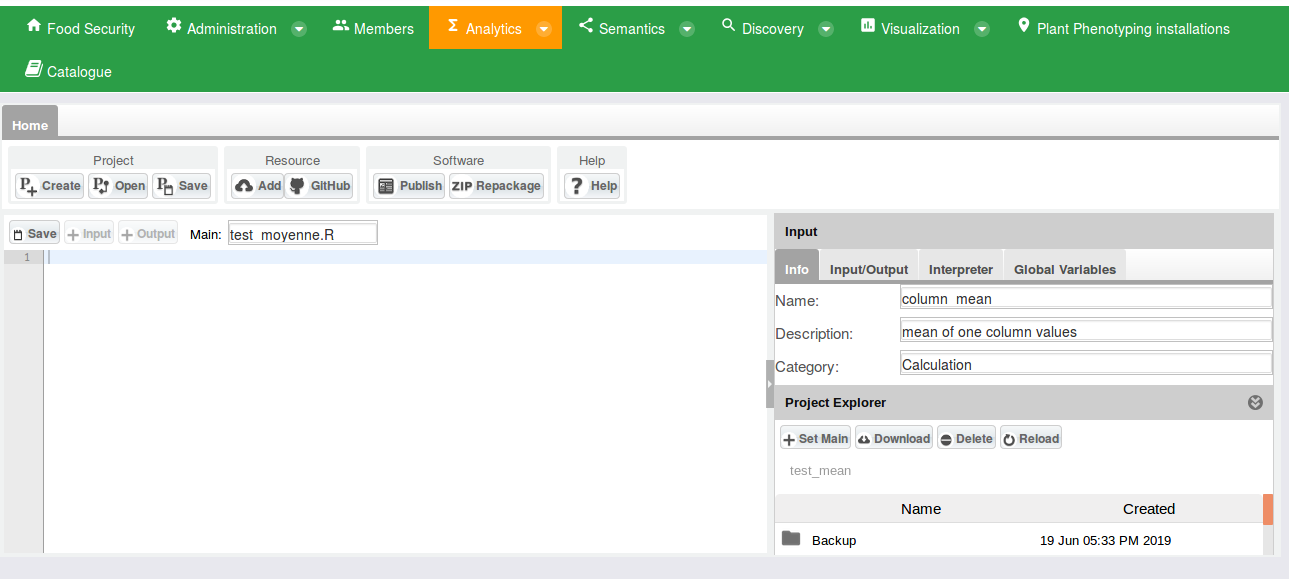 Food Security Administration Members Analytics Semantics Discovery Visualization Plant Phenotyping installations
Catalogue
Home
Project Resource Software Help
Create Open Save Add GitHub Publish ZIP Repackage Help
Save Input Output Main: test_moyenne.R
1
Input
Info Input/Output Interpreter Global Variables
Name: column_mean
Description: mean of one column values
Category: Calculation
Project Explorer
Set Main Download Delete Reload
test_mean
Name Created
Backup 19 Jun 05:33 PM 2019